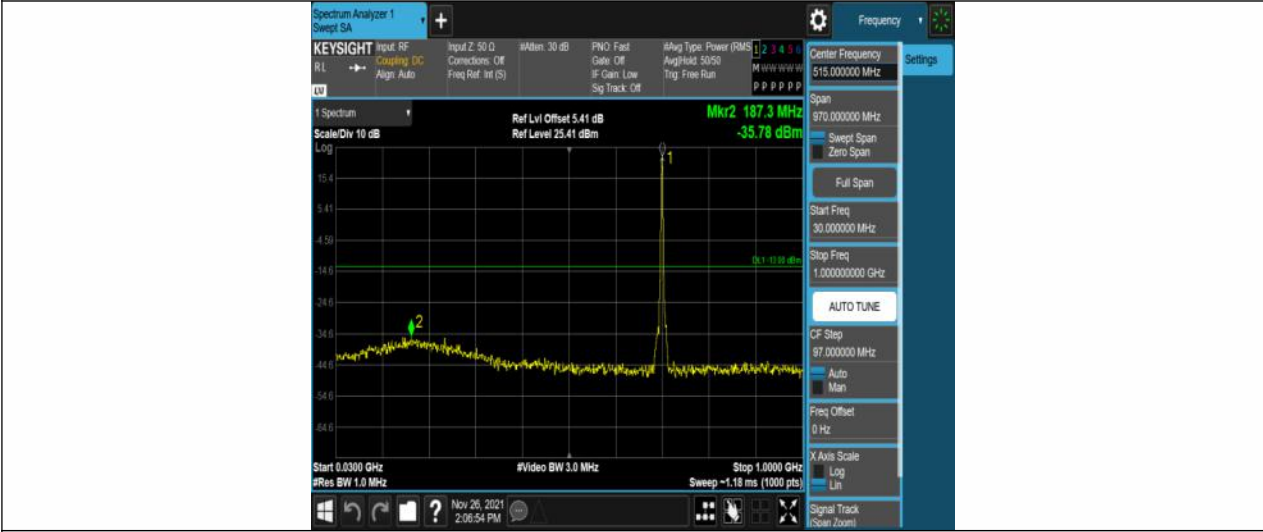 Spectrum Analyzer 1
Swept SA
+
Frequency
KEYSIGHT
RL
Input: RF
Coupling: DC
Align: Auto
Input Z: 50 Ω
Corrections: Off
Freq Ref: Int (S)
#Atten: 30 dB
PNO: Fast
Gate: Off
IF Gain: Low
Sig Track: Off
#Avg Type: Power (RMS
Avg|Hold: 50/50
Trig: Free Run
1 2 3 4 5 6
M W W W W W
P P P P P P
LW
1 Spectrum
Scale/Div 10 dB
Log
Ref Lvl Offset 5.41 dB
Ref Level 25.41 dBm
Mkr2 187.3 MHz
-35.78 dBm
15.4
5.41
-4.59
-14.6
-24.6
-34.6
-44.6
-54.6
-64.6
1
2
DL1 -13.00 dBm
Start 0.0300 GHz
#Res BW 1.0 MHz
#Video BW 3.0 MHz
Stop 1.0000 GHz
Sweep ~1.18 ms (1000 pts)
Nov 26, 2021
2:06:54 PM
?
Center Frequency
515.000000 MHz
Settings
Span
970.000000 MHz
Swept Span
Zero Span
Full Span
Start Freq
30.000000 MHz
Stop Freq
1.000000000 GHz
AUTO TUNE
CF Step
97.000000 MHz
Auto
Man
Freq Offset
0 Hz
X Axis Scale
Log
Lin
Signal Track
(Span Zoom)